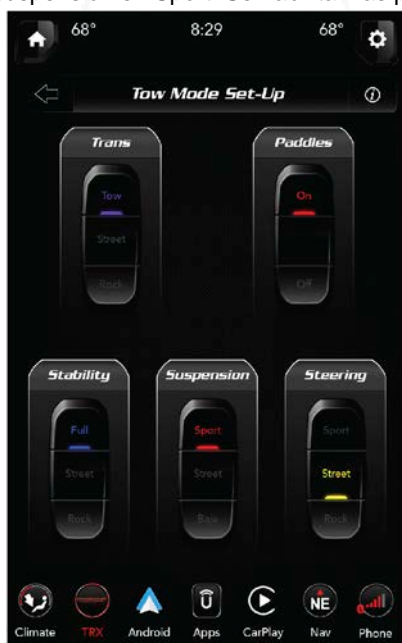 68°
8:29
68°
Tow Mode Set-Up
Trans
Paddles
Tow
On
Street
Rock
Off
Stability
Suspension
Steering
Full
Sport
Sport
Street
Street
Street
Rock
Baja
Rock
NE
Climate
TRX
Android
Apps
CarPlay
Nav
Phone